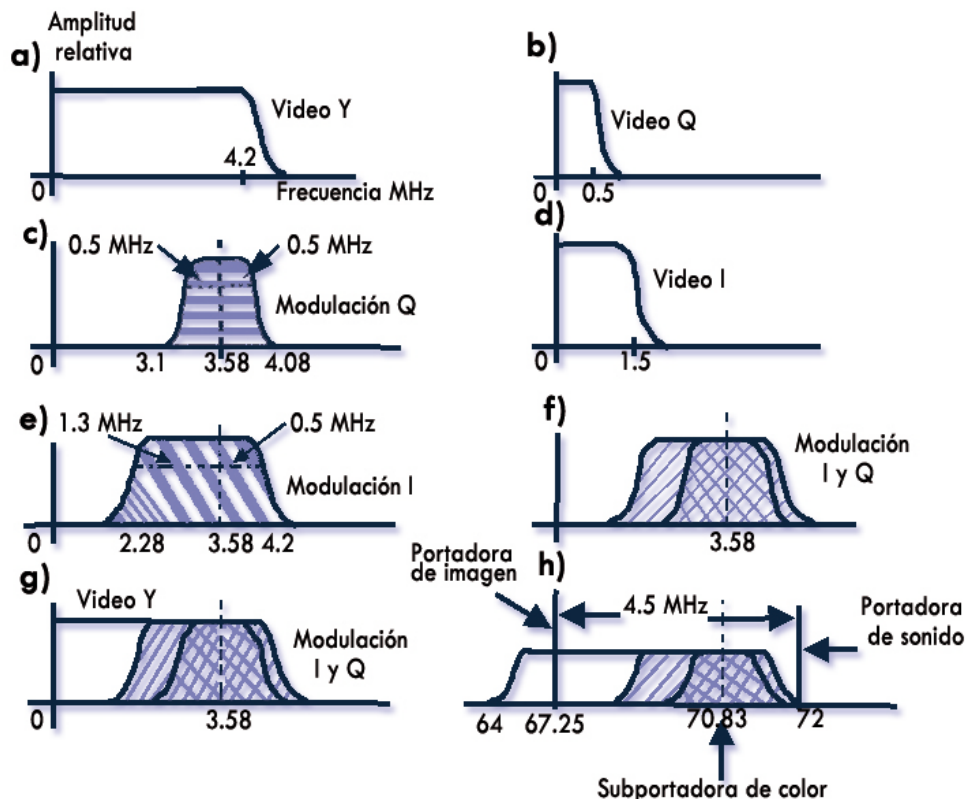 a)
Amplitud
relativa
Video Y
4.2
0
Frecuencia MHz
b)
Video Q
0
0.5
c)
0.5 MHz
0.5 MHz
Modulación Q
0
3.1
3.58
4.08
d)
Video I
0
1.5
e)
1.3 MHz
0.5 MHz
Modulación I
0
2.28
3.58
4.2
f)
Modulación
I y Q
3.58
g)
Video Y
Modulación
I y Q
0
3.58
h)
Portadora
de imagen
4.5 MHz
Portadora
de sonido
64
67.25
70.83
72
Subportadora de color